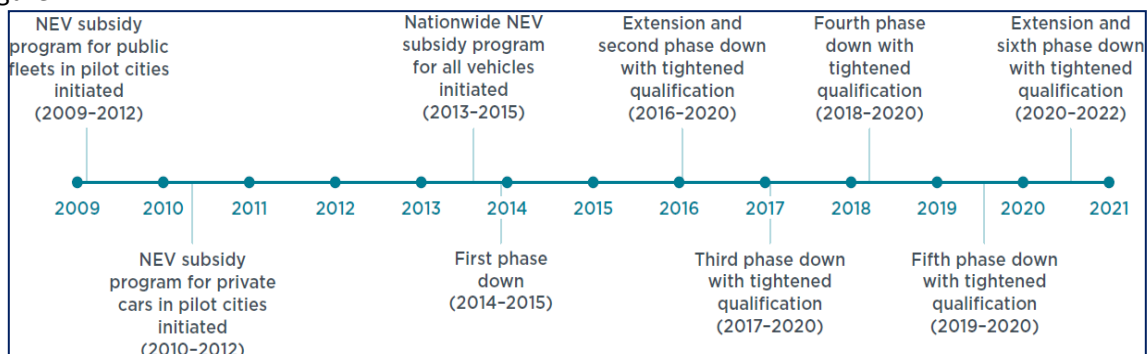 NEV subsidy
program for public
fleets in pilot cities
initiated
(2009–2012)
Nationwide NEV
subsidy program
for all vehicles
initiated
(2013–2015)
Extension and
second phase down
with tightened
qualification
(2016–2020)
Fourth phase
down with
tightened
qualification
(2018–2020)
Extension and
sixth phase down
with tightened
qualification
(2020–2022)
2009 2010 2011 2012 2013 2014 2015 2016 2017 2018 2019 2020 2021
NEV subsidy
program for private
cars in pilot cities
initiated
(2010–2012)
First phase
down
(2014–2015)
Third phase down
with tightened
qualification
(2017–2020)
Fifth phase down
with tightened
qualification
(2019–2020)